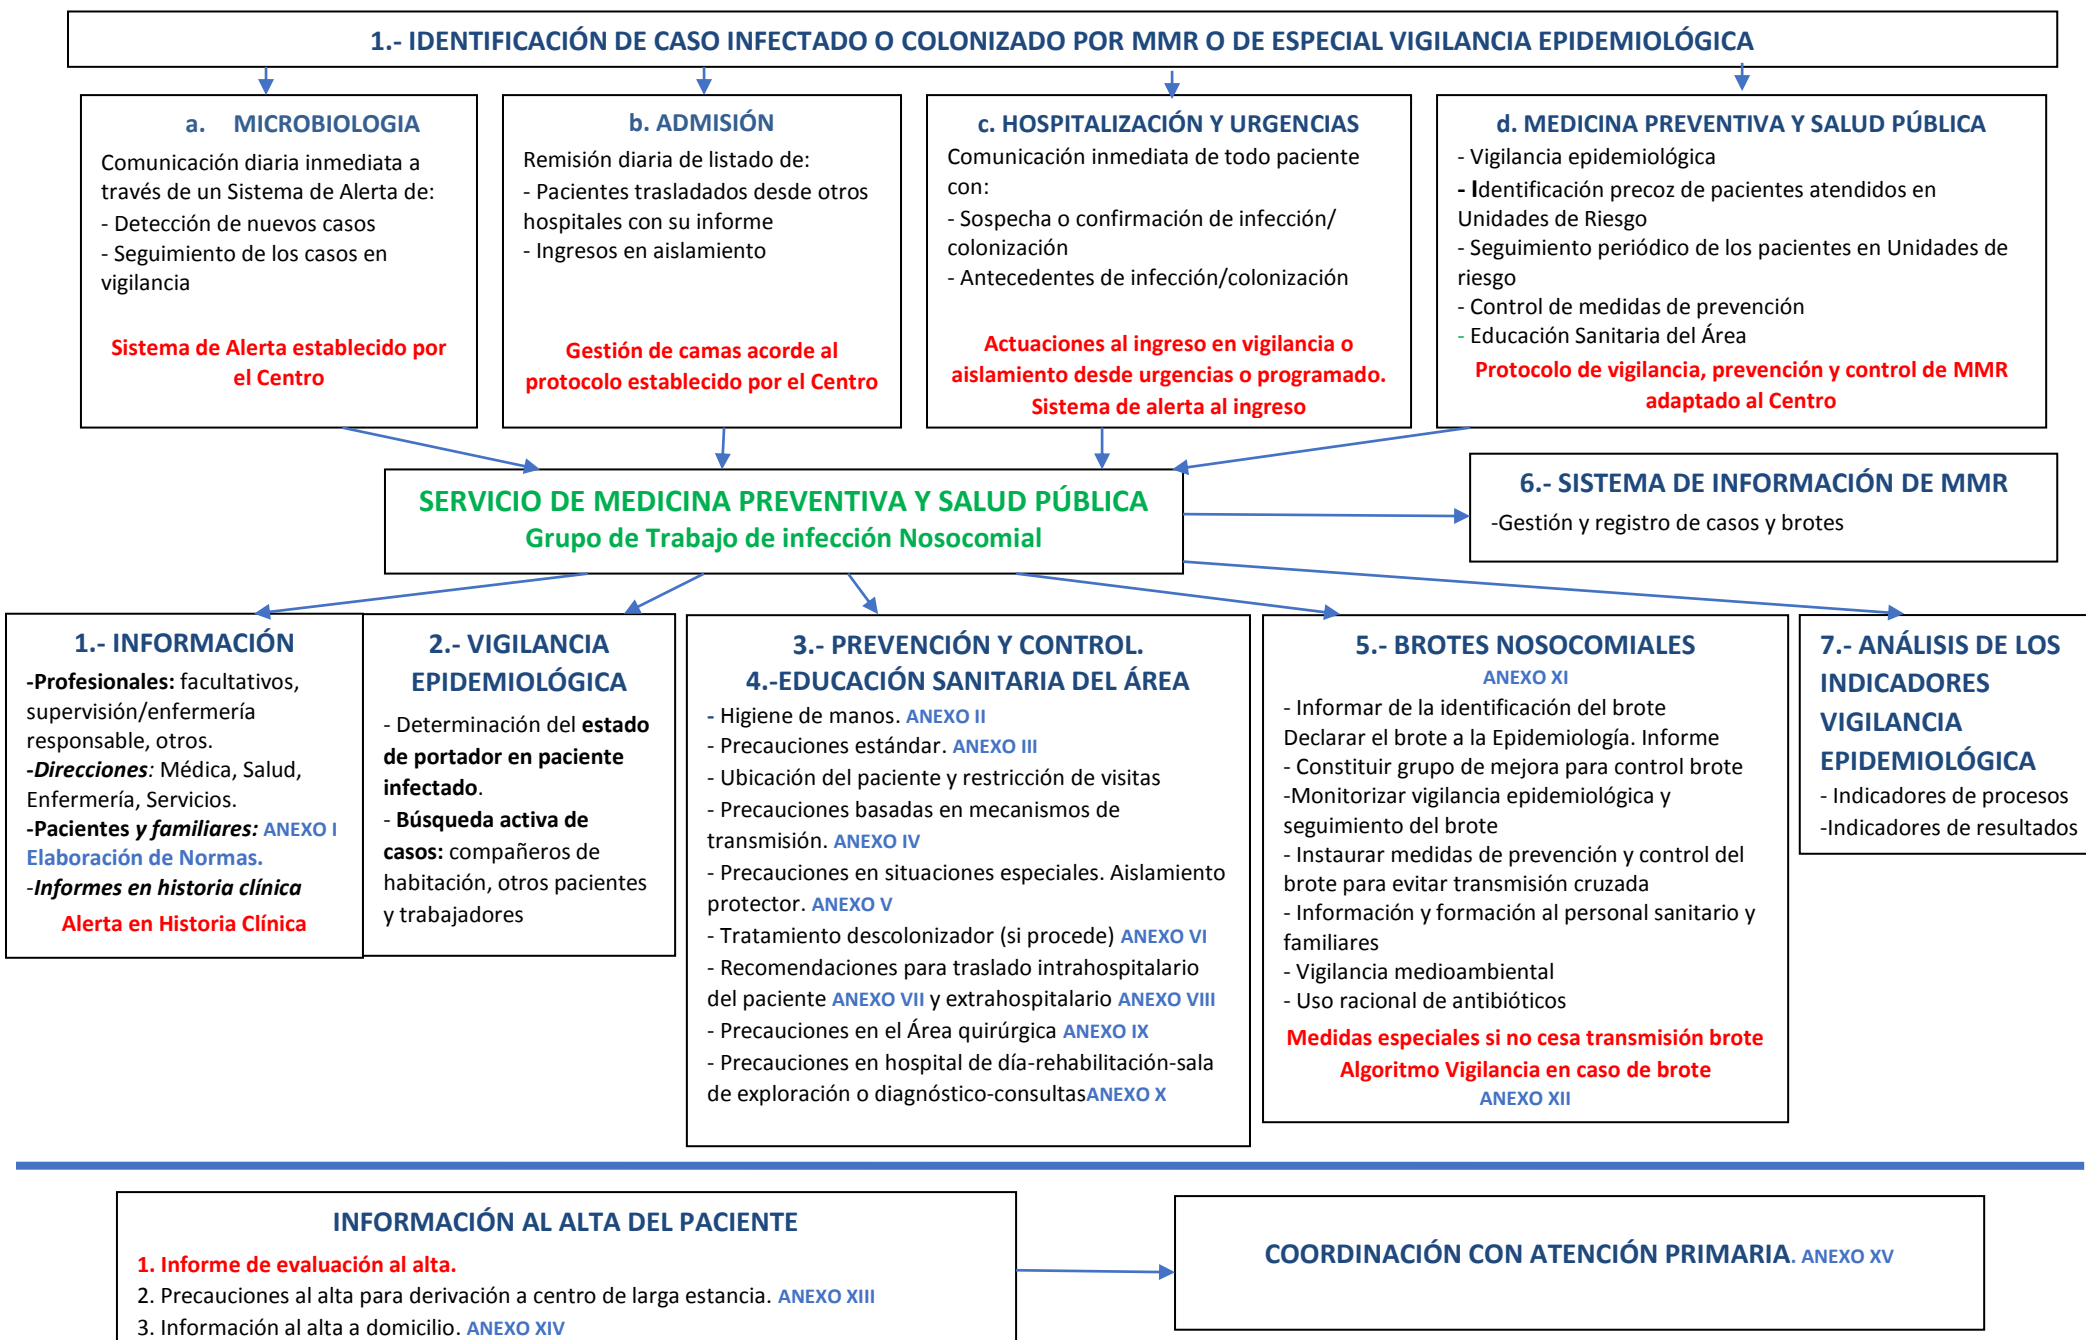 1.- IDENTIFICACIÓN DE CASO INFECTADO O COLONIZADO POR MMR O DE ESPECIAL VIGILANCIA EPIDEMIOLÓGICA
a. MICROBIOLOGIA
Comunicación diaria inmediata a
través de un Sistema de Alerta de:
- Detección de nuevos casos
- Seguimiento de los casos en
vigilancia
Sistema de Alerta establecido por
el Centro
b. ADMISIÓN
Remisión diaria de listado de:
- Pacientes trasladados desde otros
hospitales con su informe
- Ingresos en aislamiento
Gestión de camas acorde al
protocolo establecido por el Centro
c. HOSPITALIZACIÓN Y URGENCIAS
Comunicación inmediata de todo paciente
con:
- Sospecha o confirmación de infección/
colonización
- Antecedentes de infección/colonización
Actuaciones al ingreso en vigilancia o
aislamiento desde urgencias o programado.
Sistema de alerta al ingreso
d. MEDICINA PREVENTIVA Y SALUD PÚBLICA
- Vigilancia epidemiológica
- Identificación precoz de pacientes atendidos en
Unidades de Riesgo
- Seguimiento periódico de los pacientes en Unidades de
riesgo
- Control de medidas de prevención
- Educación Sanitaria del Área
Protocolo de vigilancia, prevención y control de MMR
adaptado al Centro
SERVICIO DE MEDICINA PREVENTIVA Y SALUD PÚBLICA
Grupo de Trabajo de infección Nosocomial
6.- SISTEMA DE INFORMACIÓN DE MMR
-Gestión y registro de casos y brotes
1.- INFORMACIÓN
-Profesionales: facultativos,
supervisión/enfermería
responsable, otros.
-Direcciones: Médica, Salud,
Enfermería, Servicios.
-Pacientes y familiares: ANEXO I
Elaboración de Normas.
-Informes en historia clínica
Alerta en Historia Clínica
2.- VIGILANCIA
EPIDEMIOLÓGICA
- Determinación del estado
de portador en paciente
infectado.
- Búsqueda activa de
casos: compañeros de
habitación, otros pacientes
y trabajadores
3.- PREVENCIÓN Y CONTROL.
4.-EDUCACIÓN SANITARIA DEL ÁREA
- Higiene de manos. ANEXO II
- Precauciones estándar. ANEXO III
- Ubicación del paciente y restricción de visitas
- Precauciones basadas en mecanismos de
transmisión. ANEXO IV
- Precauciones en situaciones especiales. Aislamiento
protector. ANEXO V
- Tratamiento descolonizador (si procede) ANEXO VI
- Recomendaciones para traslado intrahospitalario
del paciente ANEXO VII y extrahospitalario ANEXO VIII
- Precauciones en el Área quirúrgica ANEXO IX
- Precauciones en hospital de día-rehabilitación-sala
de exploración o diagnóstico-consultasANEXO X
5.- BROTES NOSOCOMIALES
ANEXO XI
- Informar de la identificación del brote
Declarar el brote a la Epidemiología. Informe
- Constituir grupo de mejora para control brote
-Monitorizar vigilancia epidemiológica y
seguimiento del brote
- Instaurar medidas de prevención y control del
brote para evitar transmisión cruzada
- Información y formación al personal sanitario y
familiares
- Vigilancia medioambiental
- Uso racional de antibióticos
Medidas especiales si no cesa transmisión brote
Algoritmo Vigilancia en caso de brote
ANEXO XII
7.- ANÁLISIS DE LOS
INDICADORES
VIGILANCIA
EPIDEMIOLÓGICA
- Indicadores de procesos
-Indicadores de resultados
INFORMACIÓN AL ALTA DEL PACIENTE
1. Informe de evaluación al alta.
2. Precauciones al alta para derivación a centro de larga estancia. ANEXO XIII
3. Información al alta a domicilio. ANEXO XIV
COORDINACIÓN CON ATENCIÓN PRIMARIA. ANEXO XV